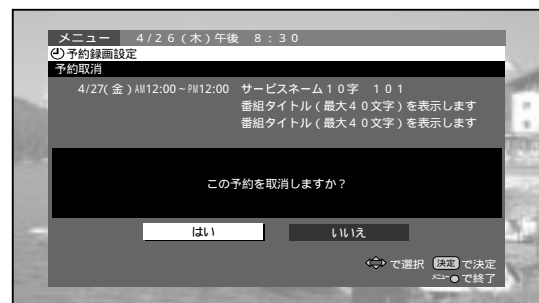 メニュー 4/26(木)午後 8:30
予約録画設定
予約取消
4/27(金)AM12:00~PM12:00 サービスネーム10字 101
番組タイトル(最大40文字)を表示します
番組タイトル(最大40文字)を表示します
この予約を取消しますか?
はい いいえ
で選択 決定 で決定
メニュー で終了